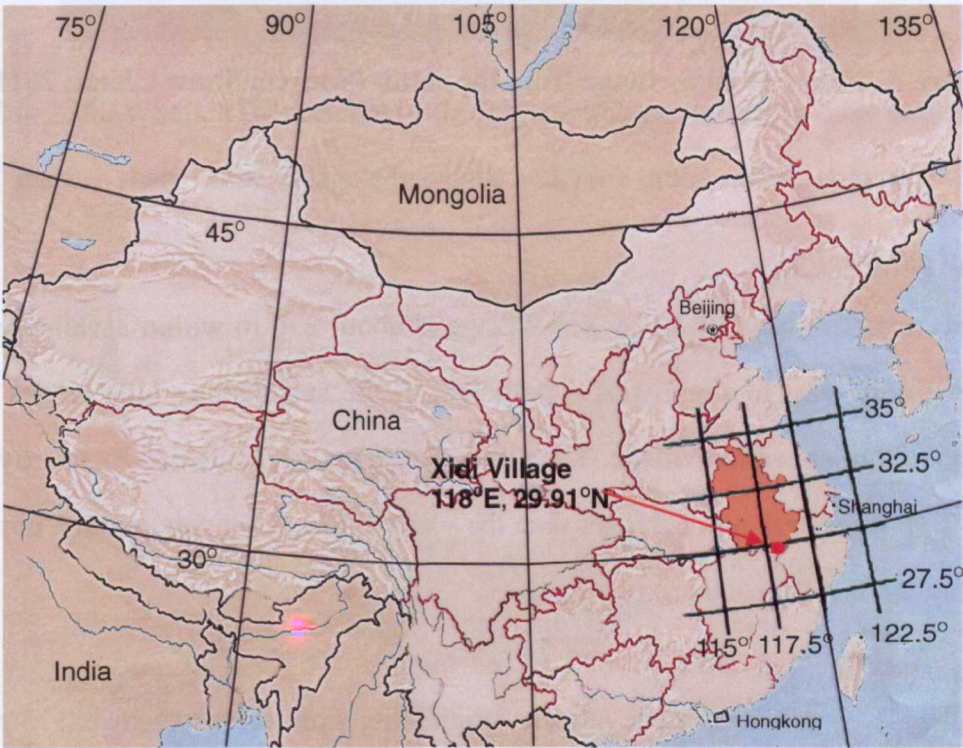 75°
90°
105°
120°
135°
Mongolia
45°
Beijing
China
35°
Xidi Village
118°E, 29.91°N
32.5°
Shanghai
30°
27.5°
India
115°
117.5°
122.5°
Hongkong